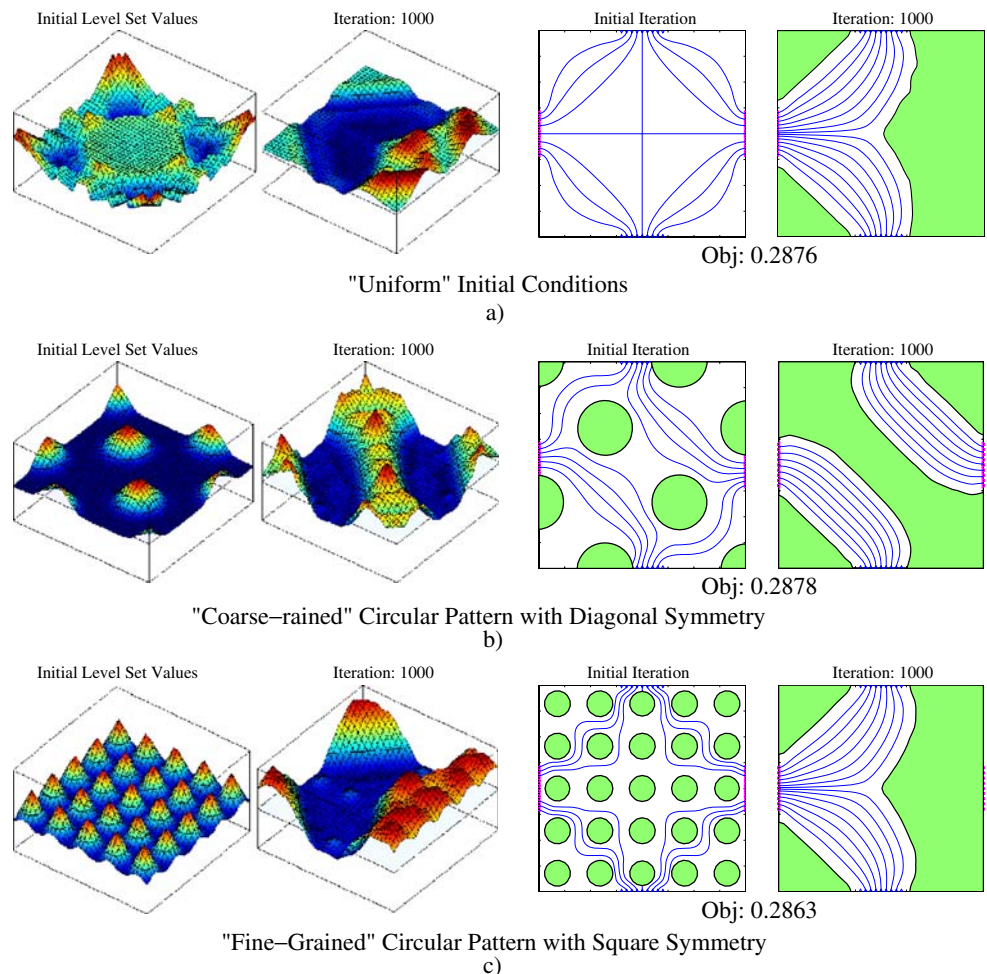 Initial Level Set Values
Iteration: 1000
Initial Iteration
Iteration: 1000
Obj: 0.2876
"Uniform" Initial Conditions
a)
Initial Level Set Values
Iteration: 1000
Initial Iteration
Iteration: 1000
Obj: 0.2878
"Coarse−rained" Circular Pattern with Diagonal Symmetry
b)
Initial Level Set Values
Iteration: 1000
Initial Iteration
Iteration: 1000
Obj: 0.2863
"Fine−Grained" Circular Pattern with Square Symmetry
c)